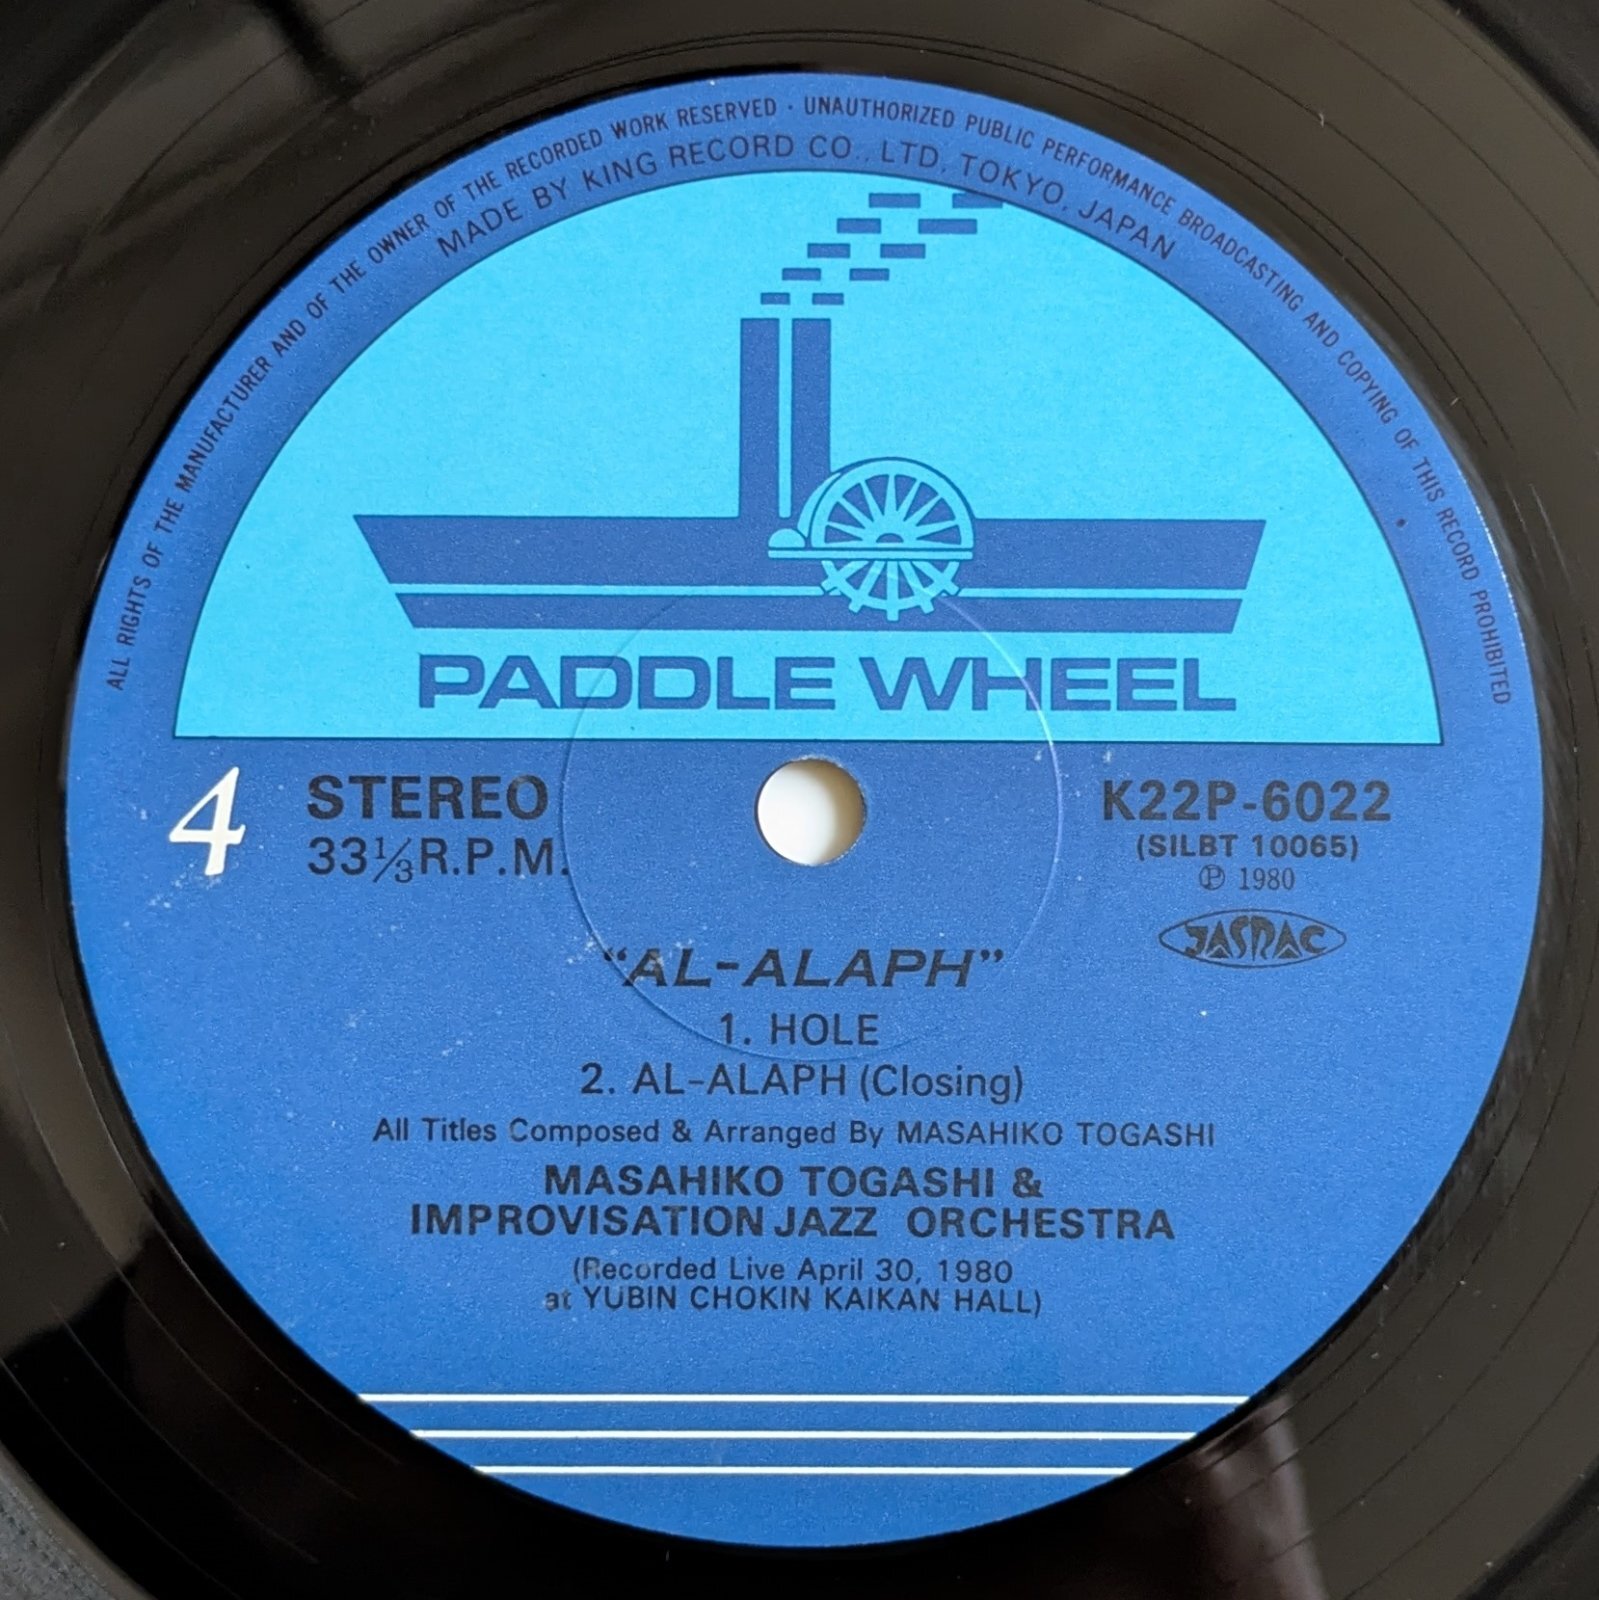 ALL RIGHTS OF THE MANUFACTURER AND OF THE OWNER OF THE RECORDED WORK RESERVED · UNAUTHORIZED PUBLIC PERFORMANCE BROADCASTING AND COPYING OF THIS RECORD PROHIBITED
MADE BY KING RECORD CO., LTD, TOKYO, JAPAN
PADDLE WHEEL
4
STEREO
33⅓R.P.M.
K22P-6022
(SILBT 10065)
℗ 1980
JASRAC
“AL-ALAPH”
1. HOLE
2. AL-ALAPH (Closing)
All Titles Composed & Arranged By MASAHIKO TOGASHI
MASAHIKO TOGASHI &
IMPROVISATION JAZZ ORCHESTRA
(Recorded Live April 30, 1980
at YUBIN CHOKIN KAIKAN HALL)